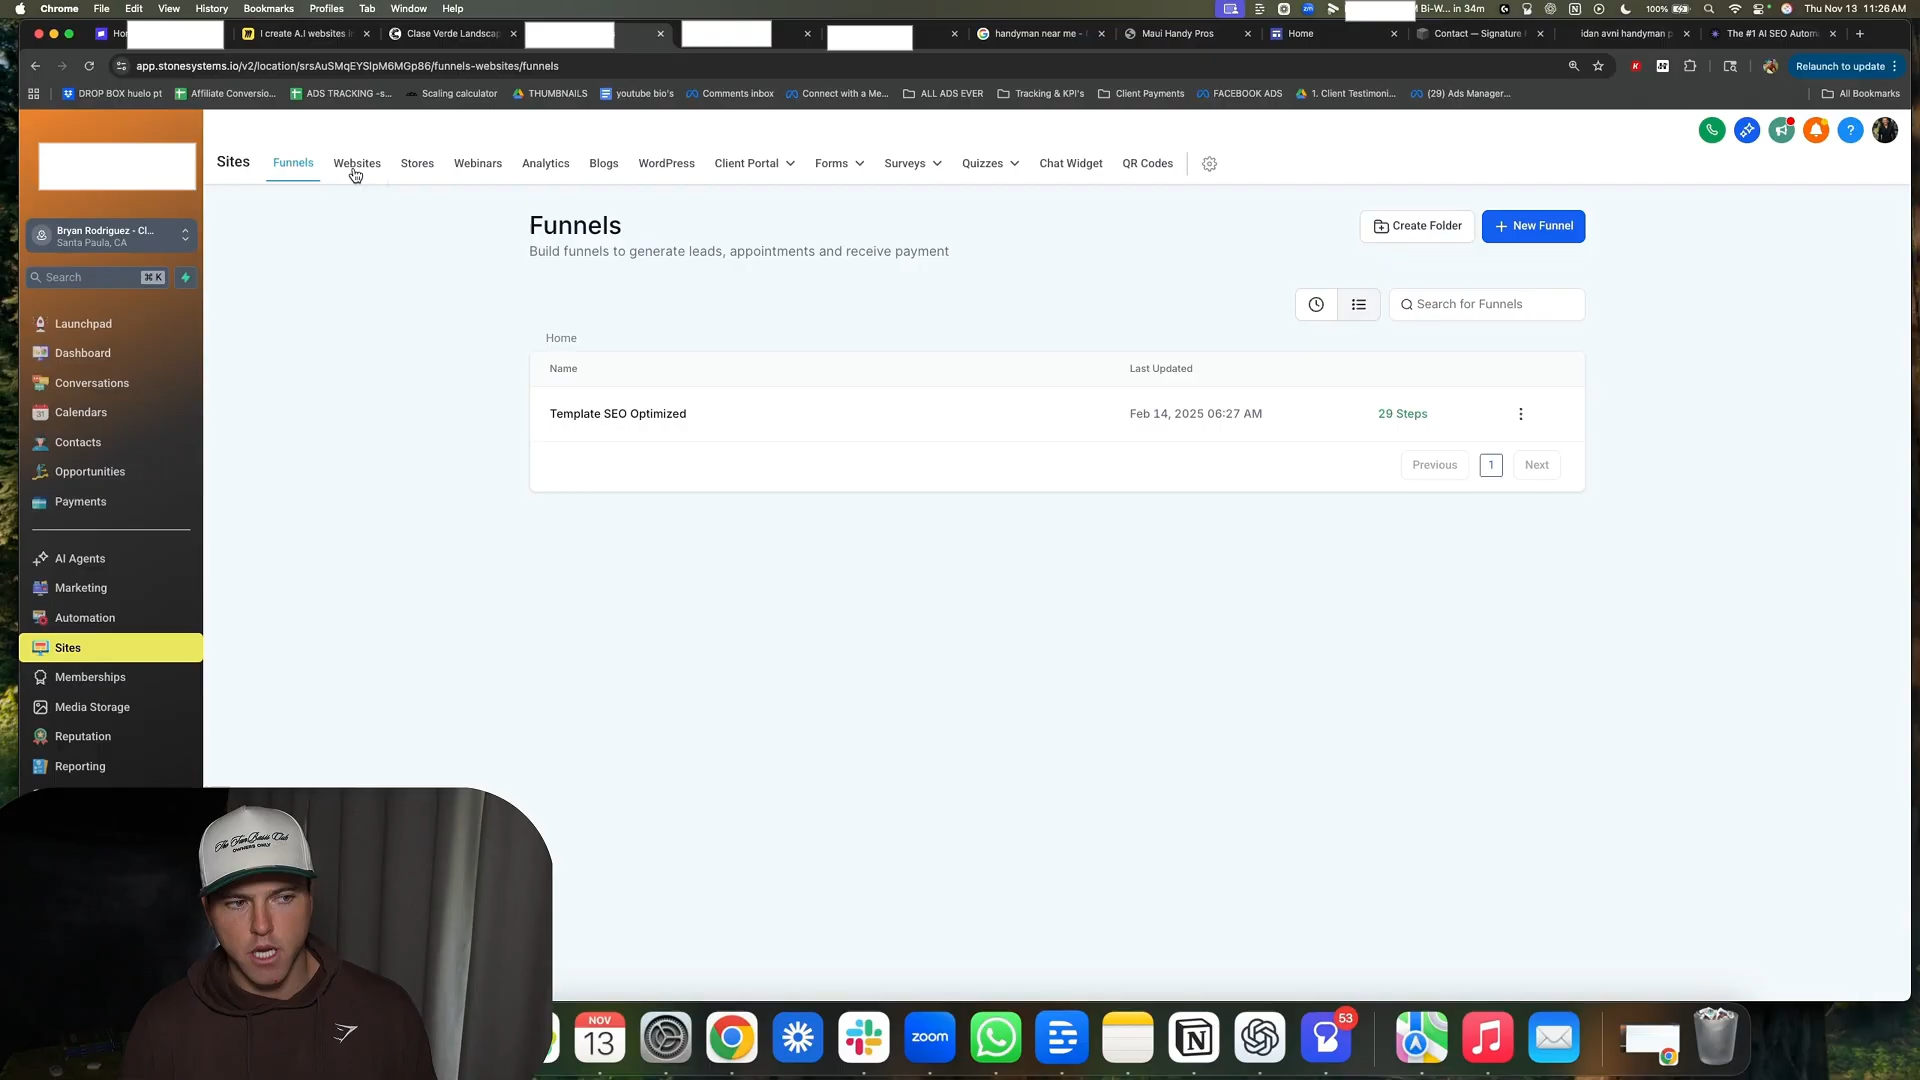 Chrome File Edit View History Bookmarks Profiles Tab Window Help
Bi-W... in 34m 100% Thu Nov 13 11:26AM
I create A.I websites
Clase Verde Landscap
handyman near me -
Maui Handy Pros
Home
Contact — Signature
idan avni handyman
The #1 AI SEO Autom
app.stonesystems.io/v2/location/srsAuSMqEYSlpM6MGp86/funnels-websites/funnels
Relaunch to update
DROP BOX huelo pt
Affiliate Conversio...
ADS TRACKING -s...
Scaling calculator
THUMBNAILS
youtube bio's
Comments inbox
Connect with a Me...
ALL ADS EVER
Tracking & KPI's
Client Payments
FACEBOOK ADS
1. Client Testimoni...
(29) Ads Manager...
All Bookmarks
Sites
Funnels
Websites
Stores
Webinars
Analytics
Blogs
WordPress
Client Portal
Forms
Surveys
Quizzes
Chat Widget
QR Codes
Bryan Rodriguez - Cl...
Santa Paula, CA
Search ⌘ K
Launchpad
Dashboard
Conversations
Calendars
Contacts
Opportunities
Payments
AI Agents
Marketing
Automation
Sites
Memberships
Media Storage
Reputation
Reporting
Funnels
Build funnels to generate leads, appointments and receive payment
Create Folder
+ New Funnel
Search for Funnels
Home
Name Last Updated
Template SEO Optimized Feb 14, 2025 06:27 AM 29 Steps
Previous 1 Next
OWNERS ONLY
NOV
13
zoom
53